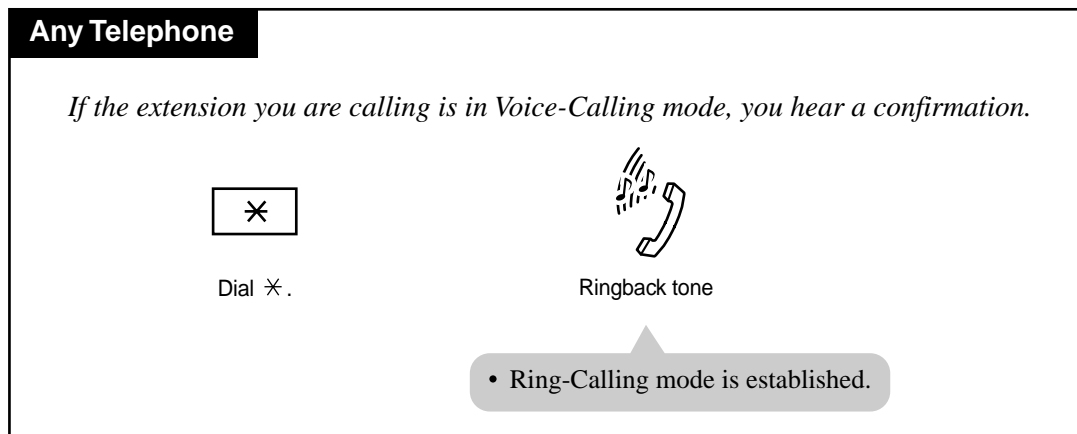 Any Telephone
If the extension you are calling is in Voice-Calling mode, you hear a confirmation.
✳
Dial ✳.
Ringback tone
• Ring-Calling mode is established.